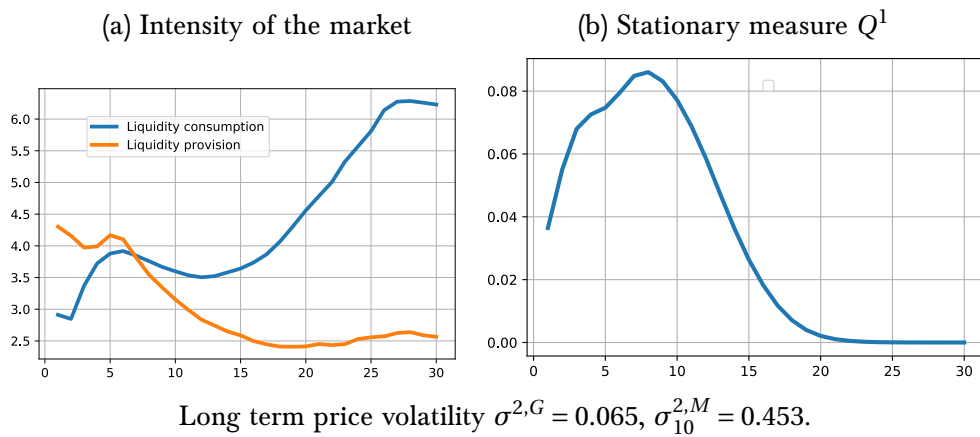 (a) Intensity of the market
(b) Stationary measure Q¹
6.0
5.5
5.0
4.5
4.0
3.5
3.0
2.5
Liquidity consumption
Liquidity provision
0 5 10 15 20 25 30
0.08
0.06
0.04
0.02
0.00
0 5 10 15 20 25 30
Long term price volatility σ²,ᴳ = 0.065, σ²,ᴹ₁₀ = 0.453.